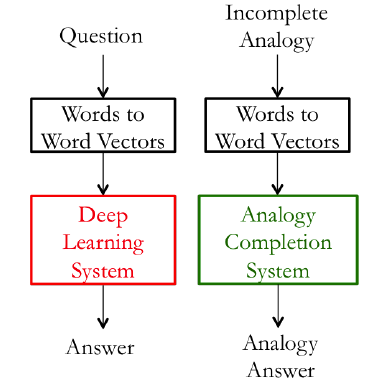 Question
Words to
Word Vectors
Deep
Learning
System
Answer
Incomplete
Analogy
Words to
Word Vectors
Analogy
Completion
System
Analogy
Answer